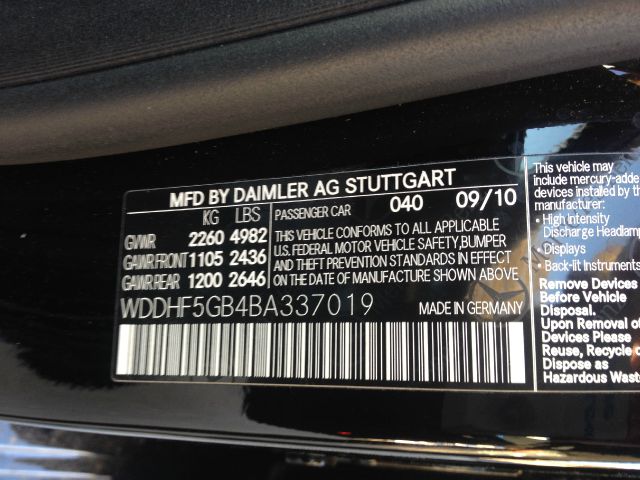 MFD BY DAIMLER AG STUTTGART
KG LBS
GVWR 2260 4982
GAWR FRONT 1105 2436
GAWR REAR 1200 2646
PASSENGER CAR 040 09/10
THIS VEHICLE CONFORMS TO ALL APPLICABLE
U.S. FEDERAL MOTOR VEHICLE SAFETY, BUMPER
AND THEFT PREVENTION STANDARDS IN EFFECT
ON THE DATE OF MANUFACTURE SHOWN ABOVE
WDDHF5GB4BA337019 MADE IN GERMANY
This vehicle may
include mercury-adde
devices installed by th
manufacturer:
- High Intensity
Discharge Headlam
- Displays
- Back-lit Instruments
Remove Devices
Before Vehicle
Disposal.
Upon Removal of
Devices Please
Reuse, Recycle o
Dispose as
Hazardous Wast